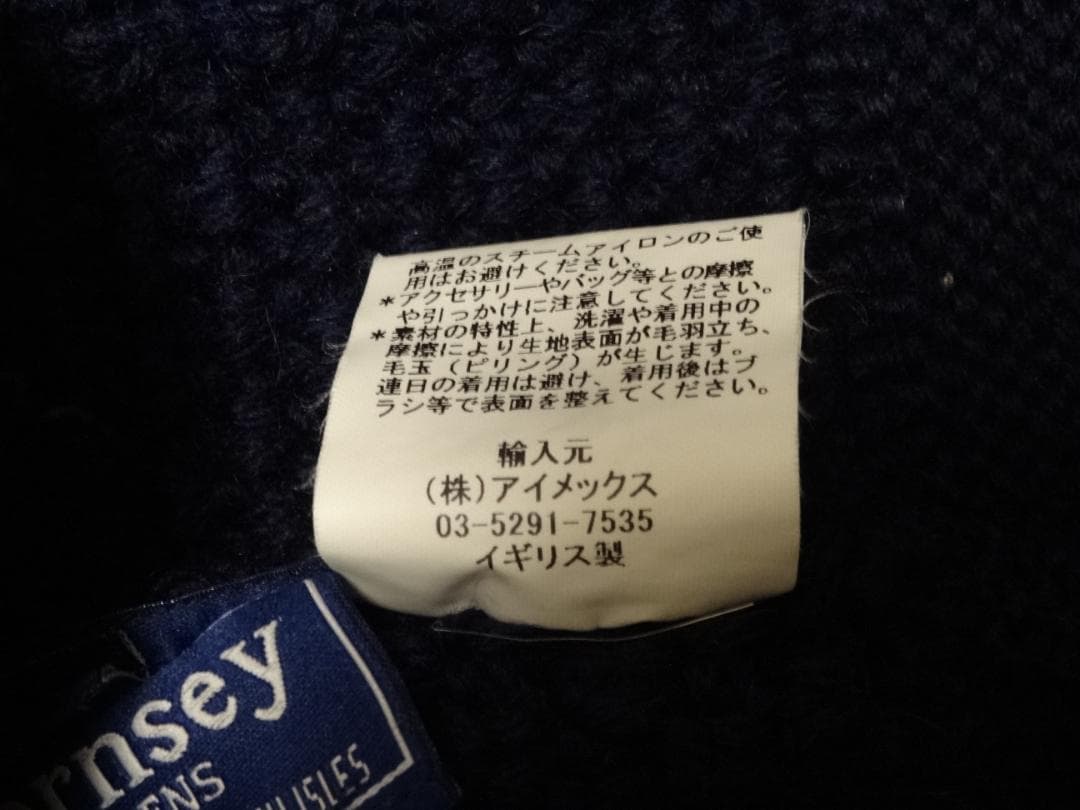 高温のスチームアイロンのご使
用はお避けください。
*アクセサリーやバッグ等との摩擦
や引っかけに注意してください。
*素材の特性上、洗濯や着用中の
摩擦により生地表面が毛羽立ち、
毛玉（ピリング）が生じます。
連日の着用は避け、着用後はブ
ラシ等で表面を整えてください。
輸入元
(株)アイメックス
03-5291-7535
イギリス製
rnsey
ENS
ISLES